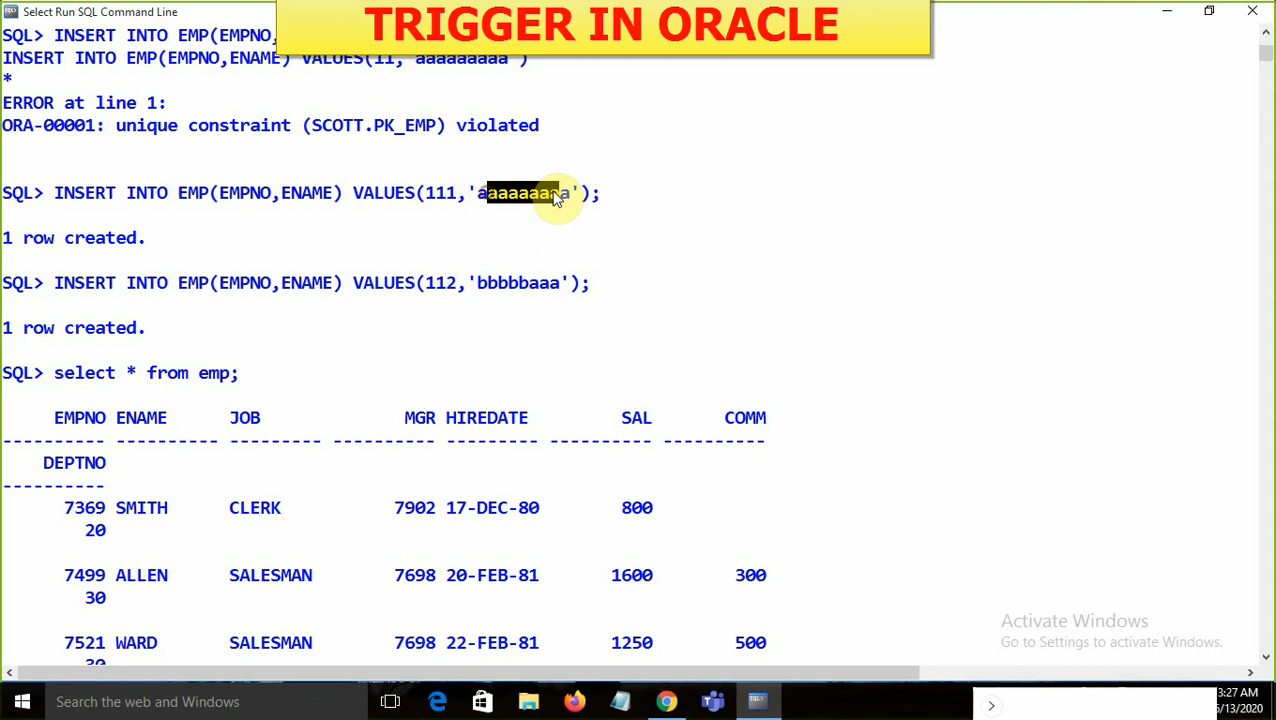 Select Run SQL Command Line
TRIGGER IN ORACLE
SQL> INSERT INTO EMP(EMPNO,
INSERT INTO EMP(EMPNO,ENAME) VALUES(11,'aaaaaaaaa')
*
ERROR at line 1:
ORA-00001: unique constraint (SCOTT.PK_EMP) violated
SQL> INSERT INTO EMP(EMPNO,ENAME) VALUES(111,'aaaaaaaaa');
1 row created.
SQL> INSERT INTO EMP(EMPNO,ENAME) VALUES(112,'bbbbbaaa');
1 row created.
SQL> select * from emp;
EMPNO ENAME JOB MGR HIREDATE SAL COMM
---------- ---------- --------- ---------- --------- ---------- ----------
DEPTNO
----------
7369 SMITH CLERK 7902 17-DEC-80 800
20
7499 ALLEN SALESMAN 7698 20-FEB-81 1600 300
30
7521 WARD SALESMAN 7698 22-FEB-81 1250 500
30
Activate Windows
Go to Settings to activate Windows.
Search the web and Windows
3:27 AM
6/13/2020